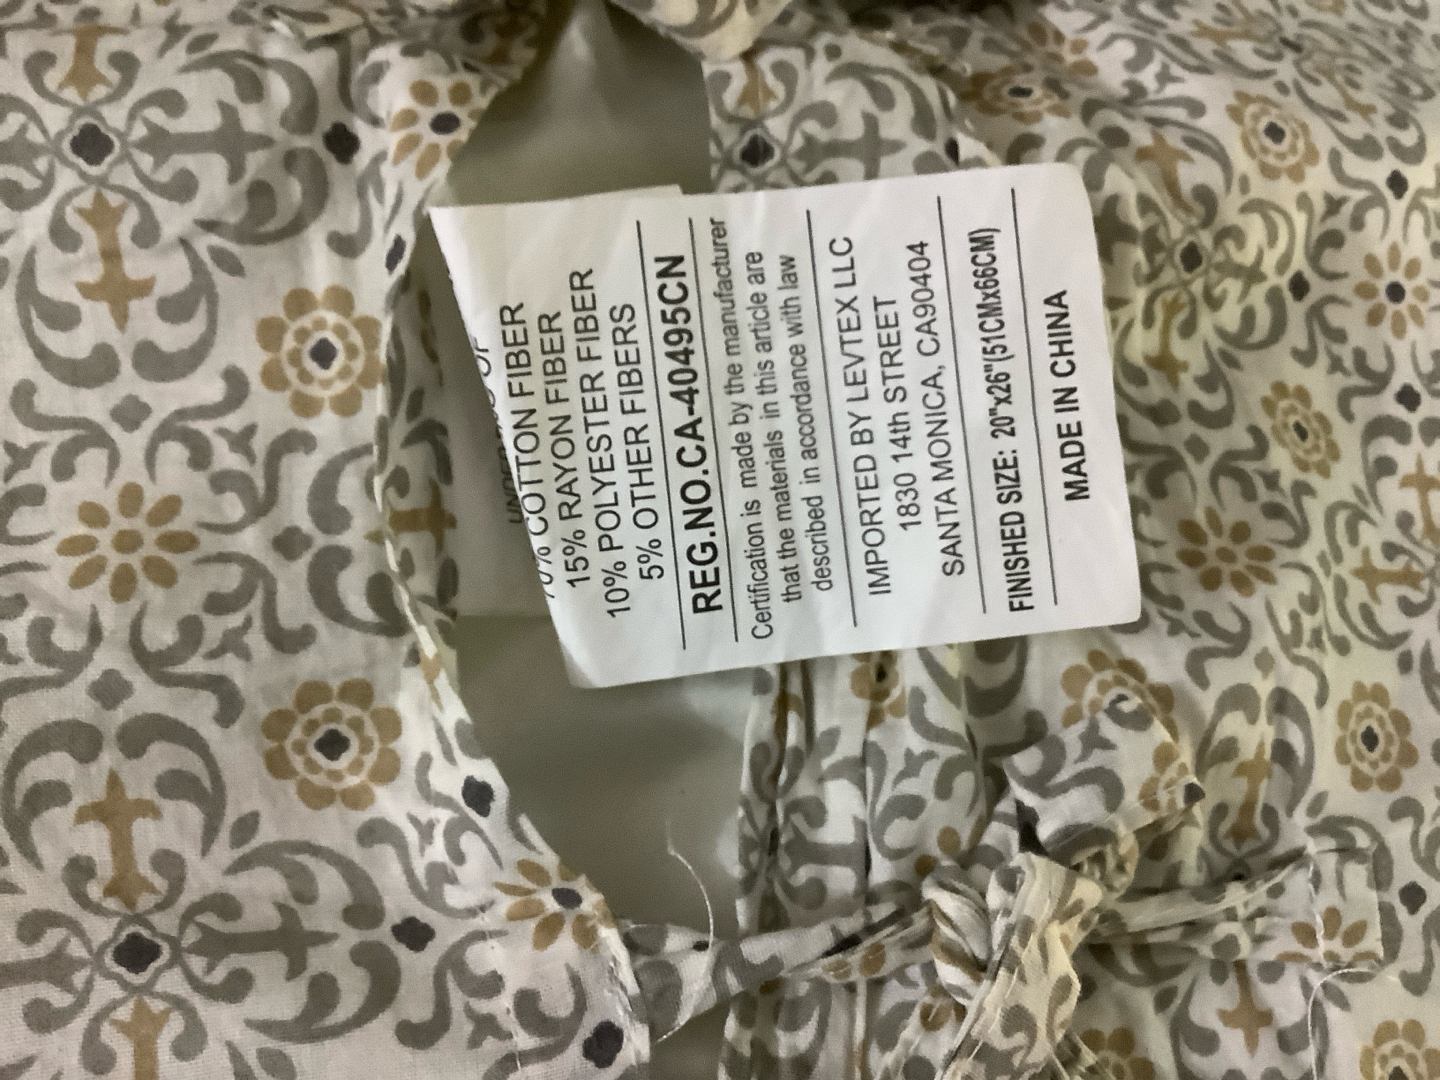 70% COTTON FIBER
15% RAYON FIBER
10% POLYESTER FIBER
5% OTHER FIBERS
REG.NO.CA-40495CN
Certification is made by the manufacturer
that the materials in this article are
described in accordance with law
IMPORTED BY LEVTEX LLC
1830 14th STREET
SANTA MONICA, CA90404
FINISHED SIZE: 20"x26"(51CMx66CM)
MADE IN CHINA